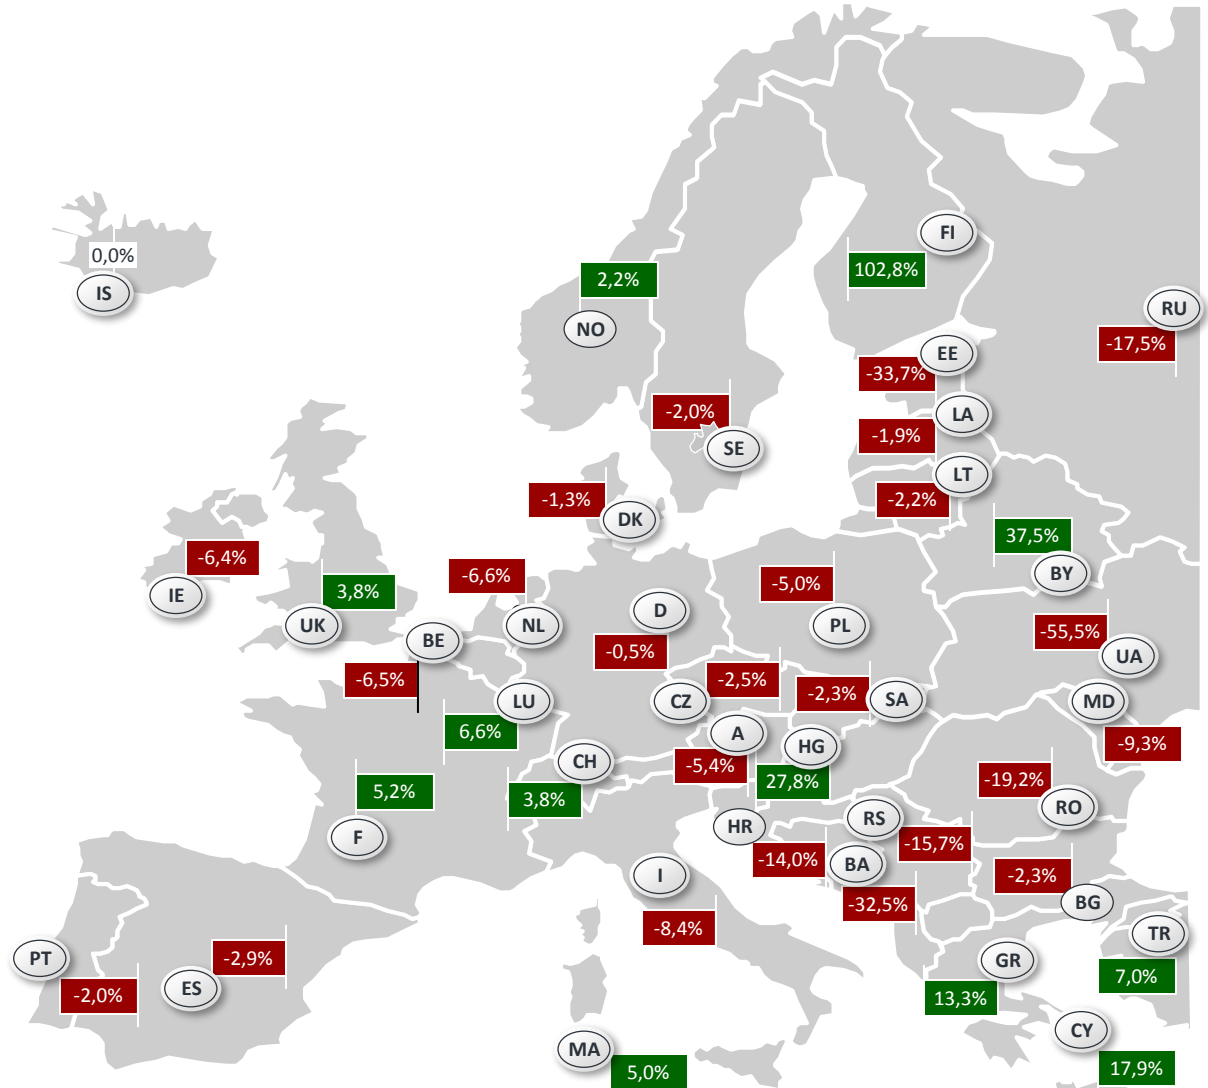 FI
102,8%
0,0%
IS
2,2%
NO
RU
-17,5%
EE
-33,7%
LA
-1,9%
-2,0%
SE
LT
-2,2%
-1,3%
DK
37,5%
BY
-6,4%
IE
3,8%
UK
-6,6%
NL
BE
-6,5%
D
-0,5%
-5,0%
PL
-55,5%
UA
LU
6,6%
CZ
-2,5%
-2,3%
SA
MD
-9,3%
A
-5,4%
HG
27,8%
CH
3,8%
5,2%
F
-19,2%
RO
HR
-14,0%
RS
-15,7%
BA
-32,5%
I
-8,4%
-2,3%
BG
TR
7,0%
PT
-2,0%
-2,9%
ES
GR
13,3%
CY
17,9%
MA
5,0%